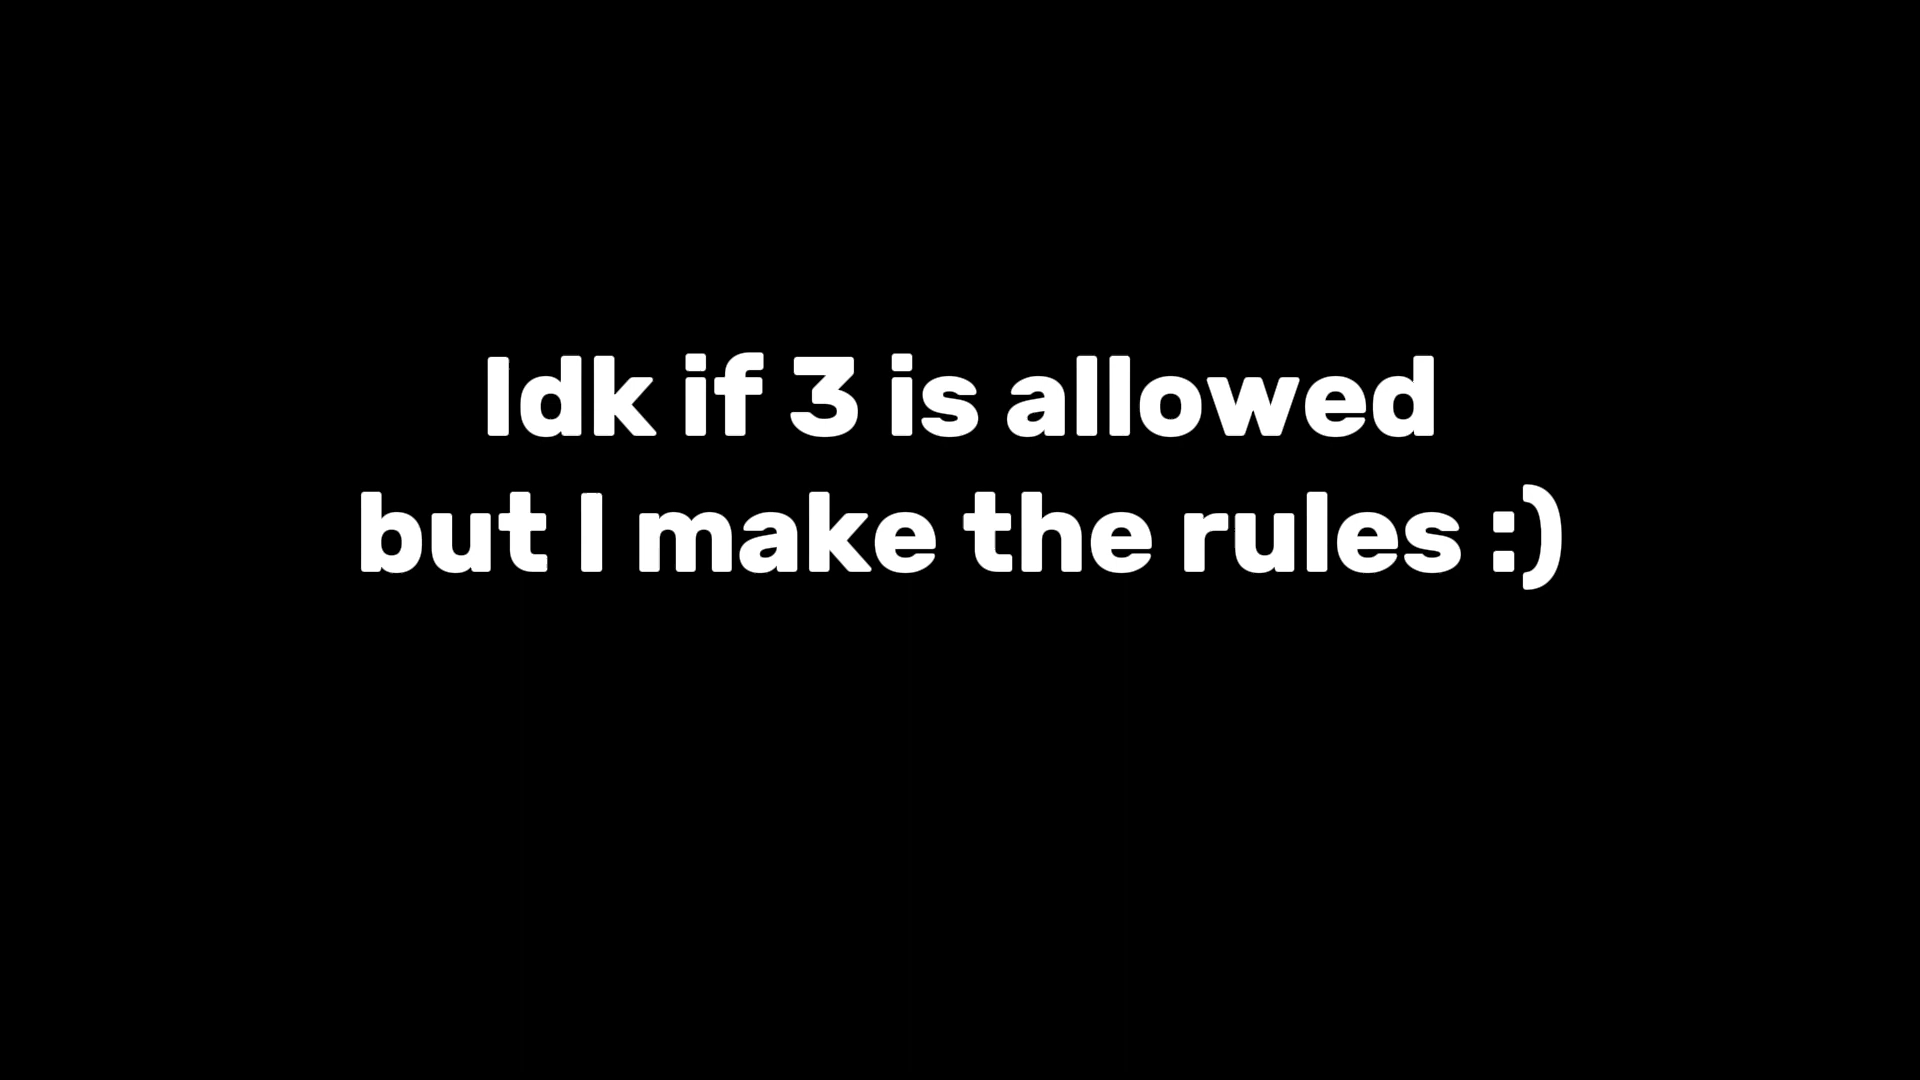 Idk if 3 is allowed
but I make the rules :)